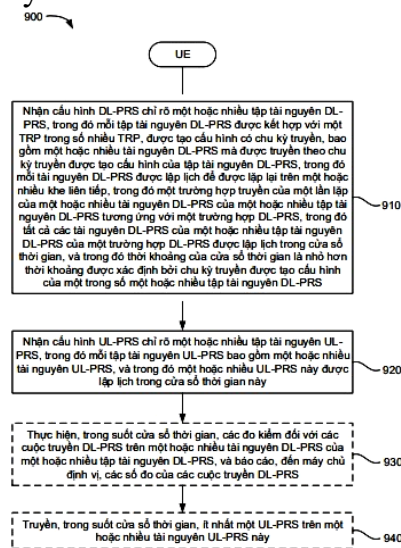 900
UE
Nhận cấu hình DL-PRS chỉ rõ một hoặc nhiều tập tài nguyên DL-
PRS, trong đó mỗi tập tài nguyên DL-PRS được kết hợp với một
TRP trong số nhiều TRP, được tạo cấu hình có chu kỳ truyền, bao
gồm một hoặc nhiều tài nguyên DL-PRS mà được truyền theo chu
kỳ truyền được tạo cấu hình của tập tài nguyên DL-PRS, trong đó
mỗi tài nguyên DL-PRS được lập lịch để được lặp lại trên một hoặc
nhiều khe liên tiếp, trong đó một trường hợp truyền của một lần lặp
của một hoặc nhiều tài nguyên DL-PRS của một hoặc nhiều tập tài
nguyên DL-PRS tương ứng với một trường hợp DL-PRS, trong đó
tất cả các tài nguyên DL-PRS của một hoặc nhiều tập tài nguyên
DL-PRS của một trường hợp DL-PRS được lập lịch trong cửa sổ
thời gian, và trong đó thời khoảng của cửa sổ thời gian là nhỏ hơn
thời khoảng được xác định bởi chu kỳ truyền được tạo cấu hình
của một trong số một hoặc nhiều tập tài nguyên DL-PRS
910
Nhận cấu hình UL-PRS chỉ rõ một hoặc nhiều tập tài nguyên UL-
PRS, trong đó mỗi tập tài nguyên UL-PRS bao gồm một hoặc nhiều
tài nguyên UL-PRS, và trong đó một hoặc nhiều UL-PRS này được
lập lịch trong cửa sổ thời gian này
920
Thực hiện, trong suốt cửa sổ thời gian, các đo kiểm đối với các
cuộc truyền DL-PRS trên một hoặc nhiều tài nguyên DL-PRS của
một hoặc nhiều tập tài nguyên DL-PRS, và báo cáo, đến máy chủ
định vị, các số đo của các cuộc truyền DL-PRS
930
Truyền, trong suốt cửa sổ thời gian, ít nhất một UL-PRS trên một
hoặc nhiều tài nguyên UL-PRS này
940